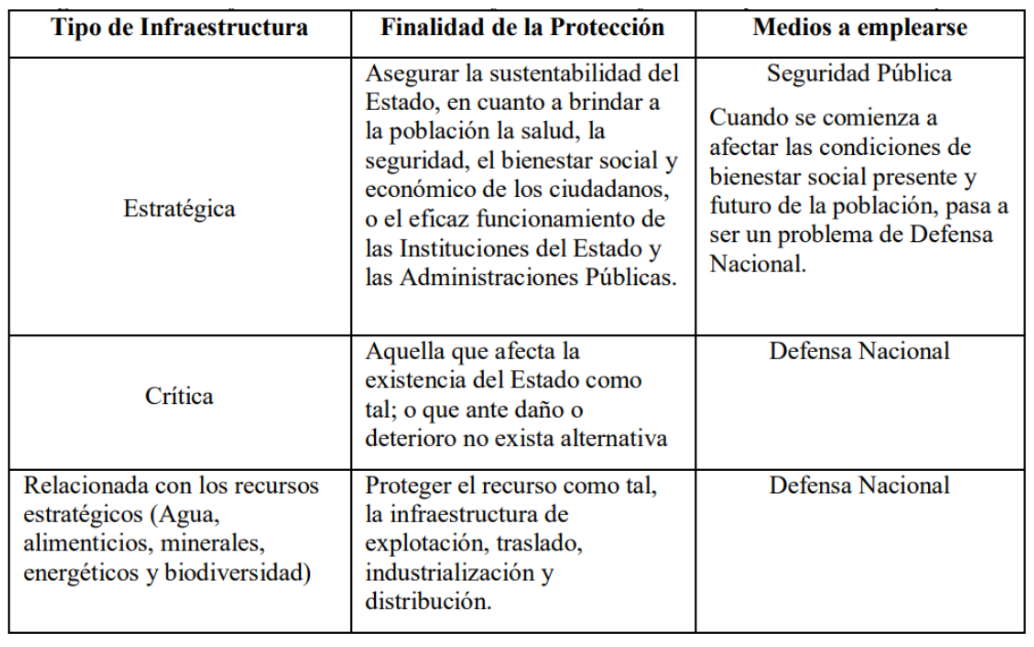 Tipo de Infraestructura
Finalidad de la Protección
Medios a emplearse
Estratégica
Asegurar la sustentabilidad del
Estado, en cuanto a brindar a
la población la salud, la
seguridad, el bienestar social y
económico de los ciudadanos,
o el eficaz funcionamiento de
las Instituciones del Estado y
las Administraciones Públicas.
Seguridad Pública
Cuando se comienza a
afectar las condiciones de
bienestar social presente y
futuro de la población, pasa a
ser un problema de Defensa
Nacional.
Crítica
Aquella que afecta la
existencia del Estado como
tal; o que ante daño o
deterioro no exista alternativa
Defensa Nacional
Relacionada con los recursos
estratégicos (Agua,
alimenticios, minerales,
energéticos y biodiversidad)
Proteger el recurso como tal,
la infraestructura de
explotación, traslado,
industrialización y
distribución.
Defensa Nacional